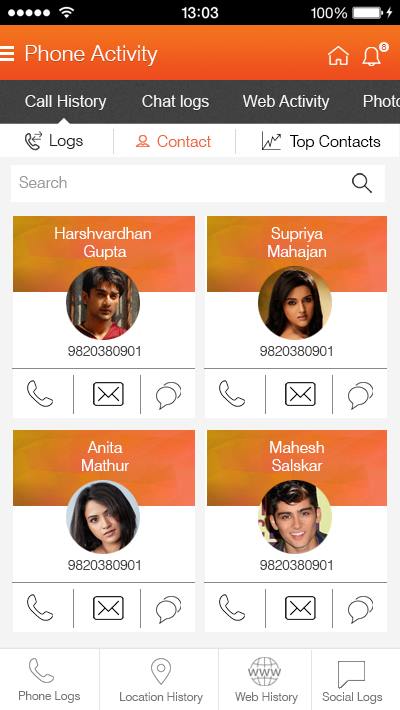 13:03 100%
Phone Activity 8
Call History Chat logs Web Activity Phot
Logs Contact Top Contacts
Search
Harshvardhan Supriya
Gupta Mahajan
9820380901 9820380901
Anita Mahesh
Mathur Salskar
9820380901 9820380901
WWW
Phone Logs Location History Web History Social Logs